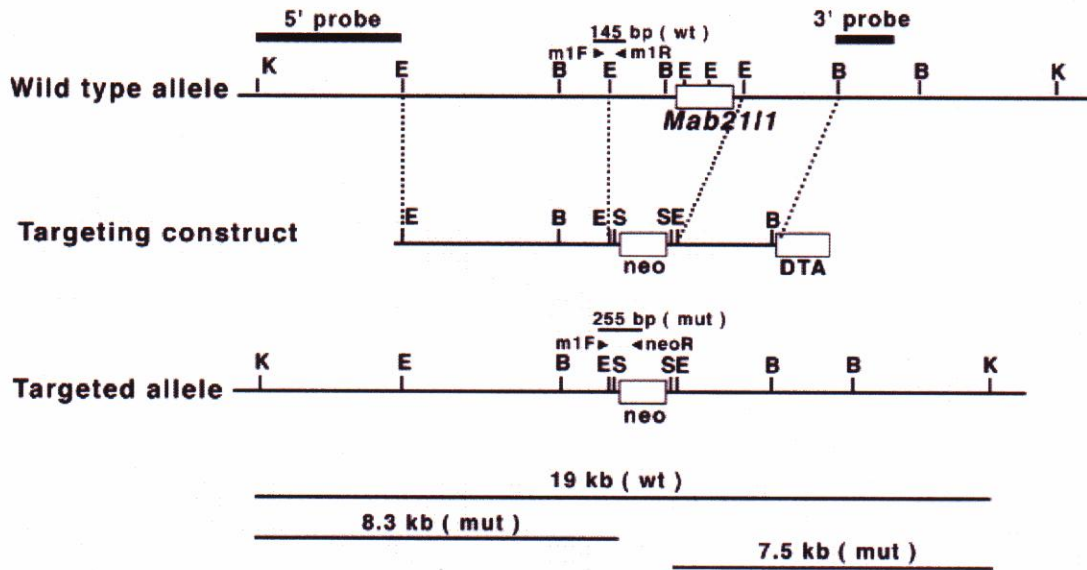 5' probe
3' probe
145 bp ( wt )
m1F m1R
K E B E B E E E B B K
Wild type allele
Mab21l1
E B E S S E B
Targeting construct
neo
DTA
255 bp ( mut )
m1F neoR
K E B E S S E B B K
Targeted allele
neo
19 kb ( wt )
8.3 kb ( mut )
7.5 kb ( mut )